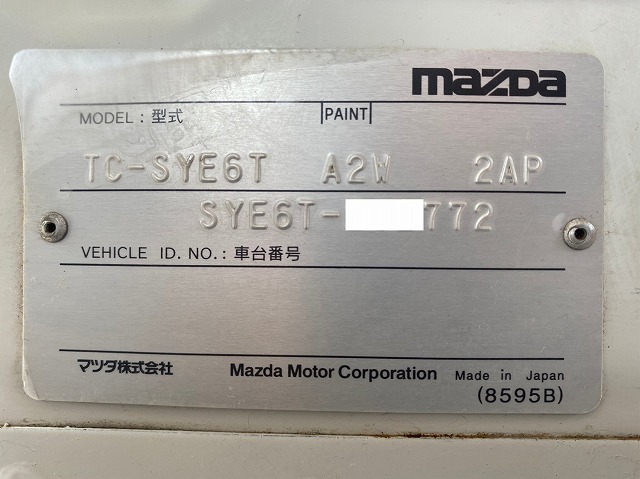 mazda
MODEL : 型式 PAINT
TC-SYE6T A2W 2AP
SYE6T- 772
VEHICLE ID. NO. : 車台番号
マツダ株式会社 Mazda Motor Corporation Made in Japan
(8595B)